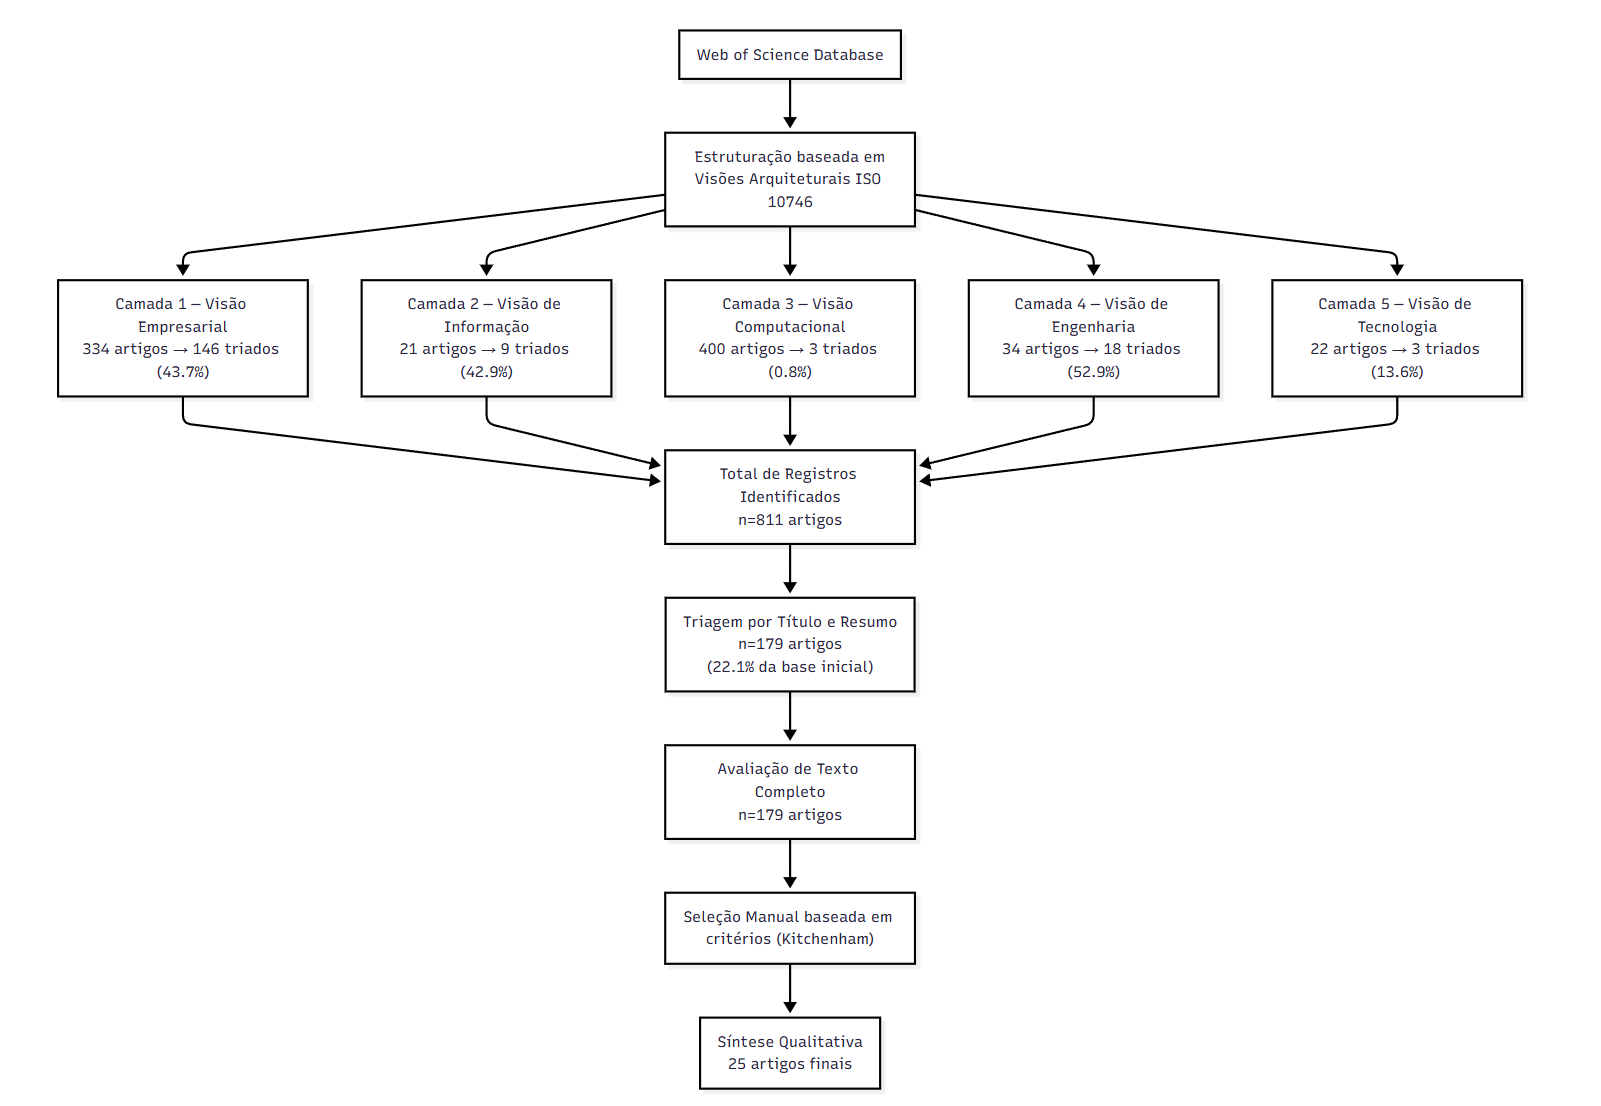 Web of Science Database
Estruturação baseada em
Visões Arquiteturais ISO
10746
Camada 1 – Visão
Empresarial
334 artigos → 146 triados
(43.7%)
Camada 2 – Visão de
Informação
21 artigos → 9 triados
(42.9%)
Camada 3 – Visão
Computacional
400 artigos → 3 triados
(0.8%)
Camada 4 – Visão de
Engenharia
34 artigos → 18 triados
(52.9%)
Camada 5 – Visão de
Tecnologia
22 artigos → 3 triados
(13.6%)
Total de Registros
Identificados
n=811 artigos
Triagem por Título e Resumo
n=179 artigos
(22.1% da base inicial)
Avaliação de Texto
Completo
n=179 artigos
Seleção Manual baseada em
critérios (Kitchenham)
Síntese Qualitativa
25 artigos finais